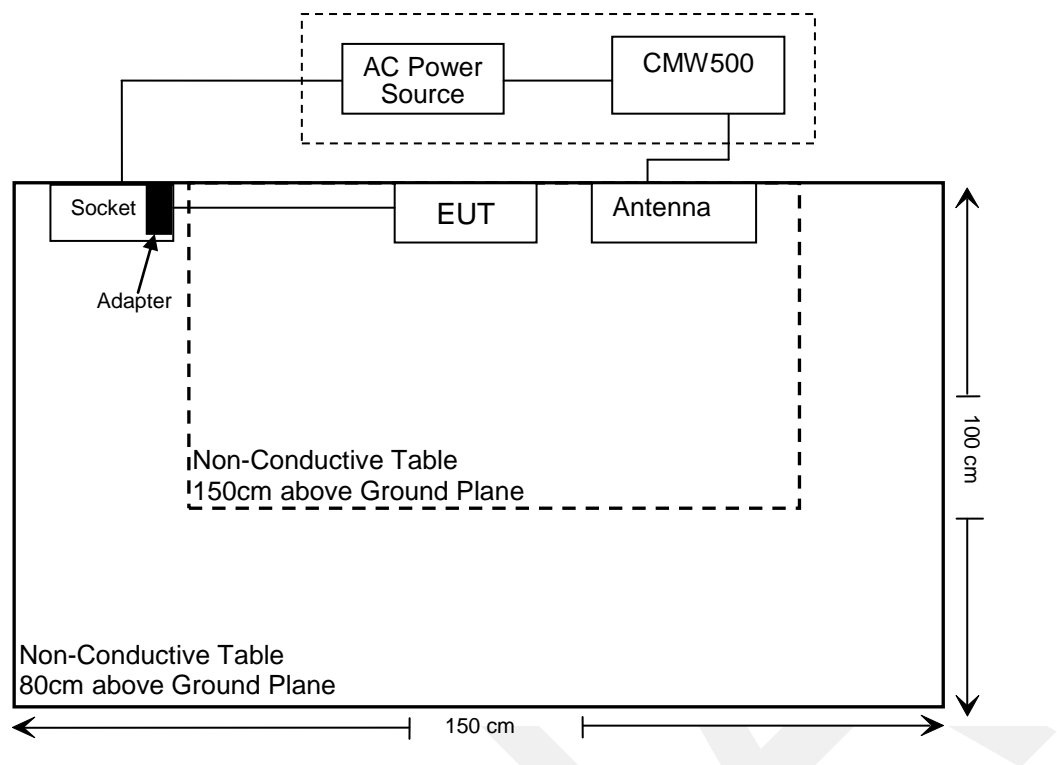 AC Power
Source
CMW500
Socket
EUT
Antenna
Adapter
100 cm
Non-Conductive Table
150cm above Ground Plane
Non-Conductive Table
80cm above Ground Plane
150 cm